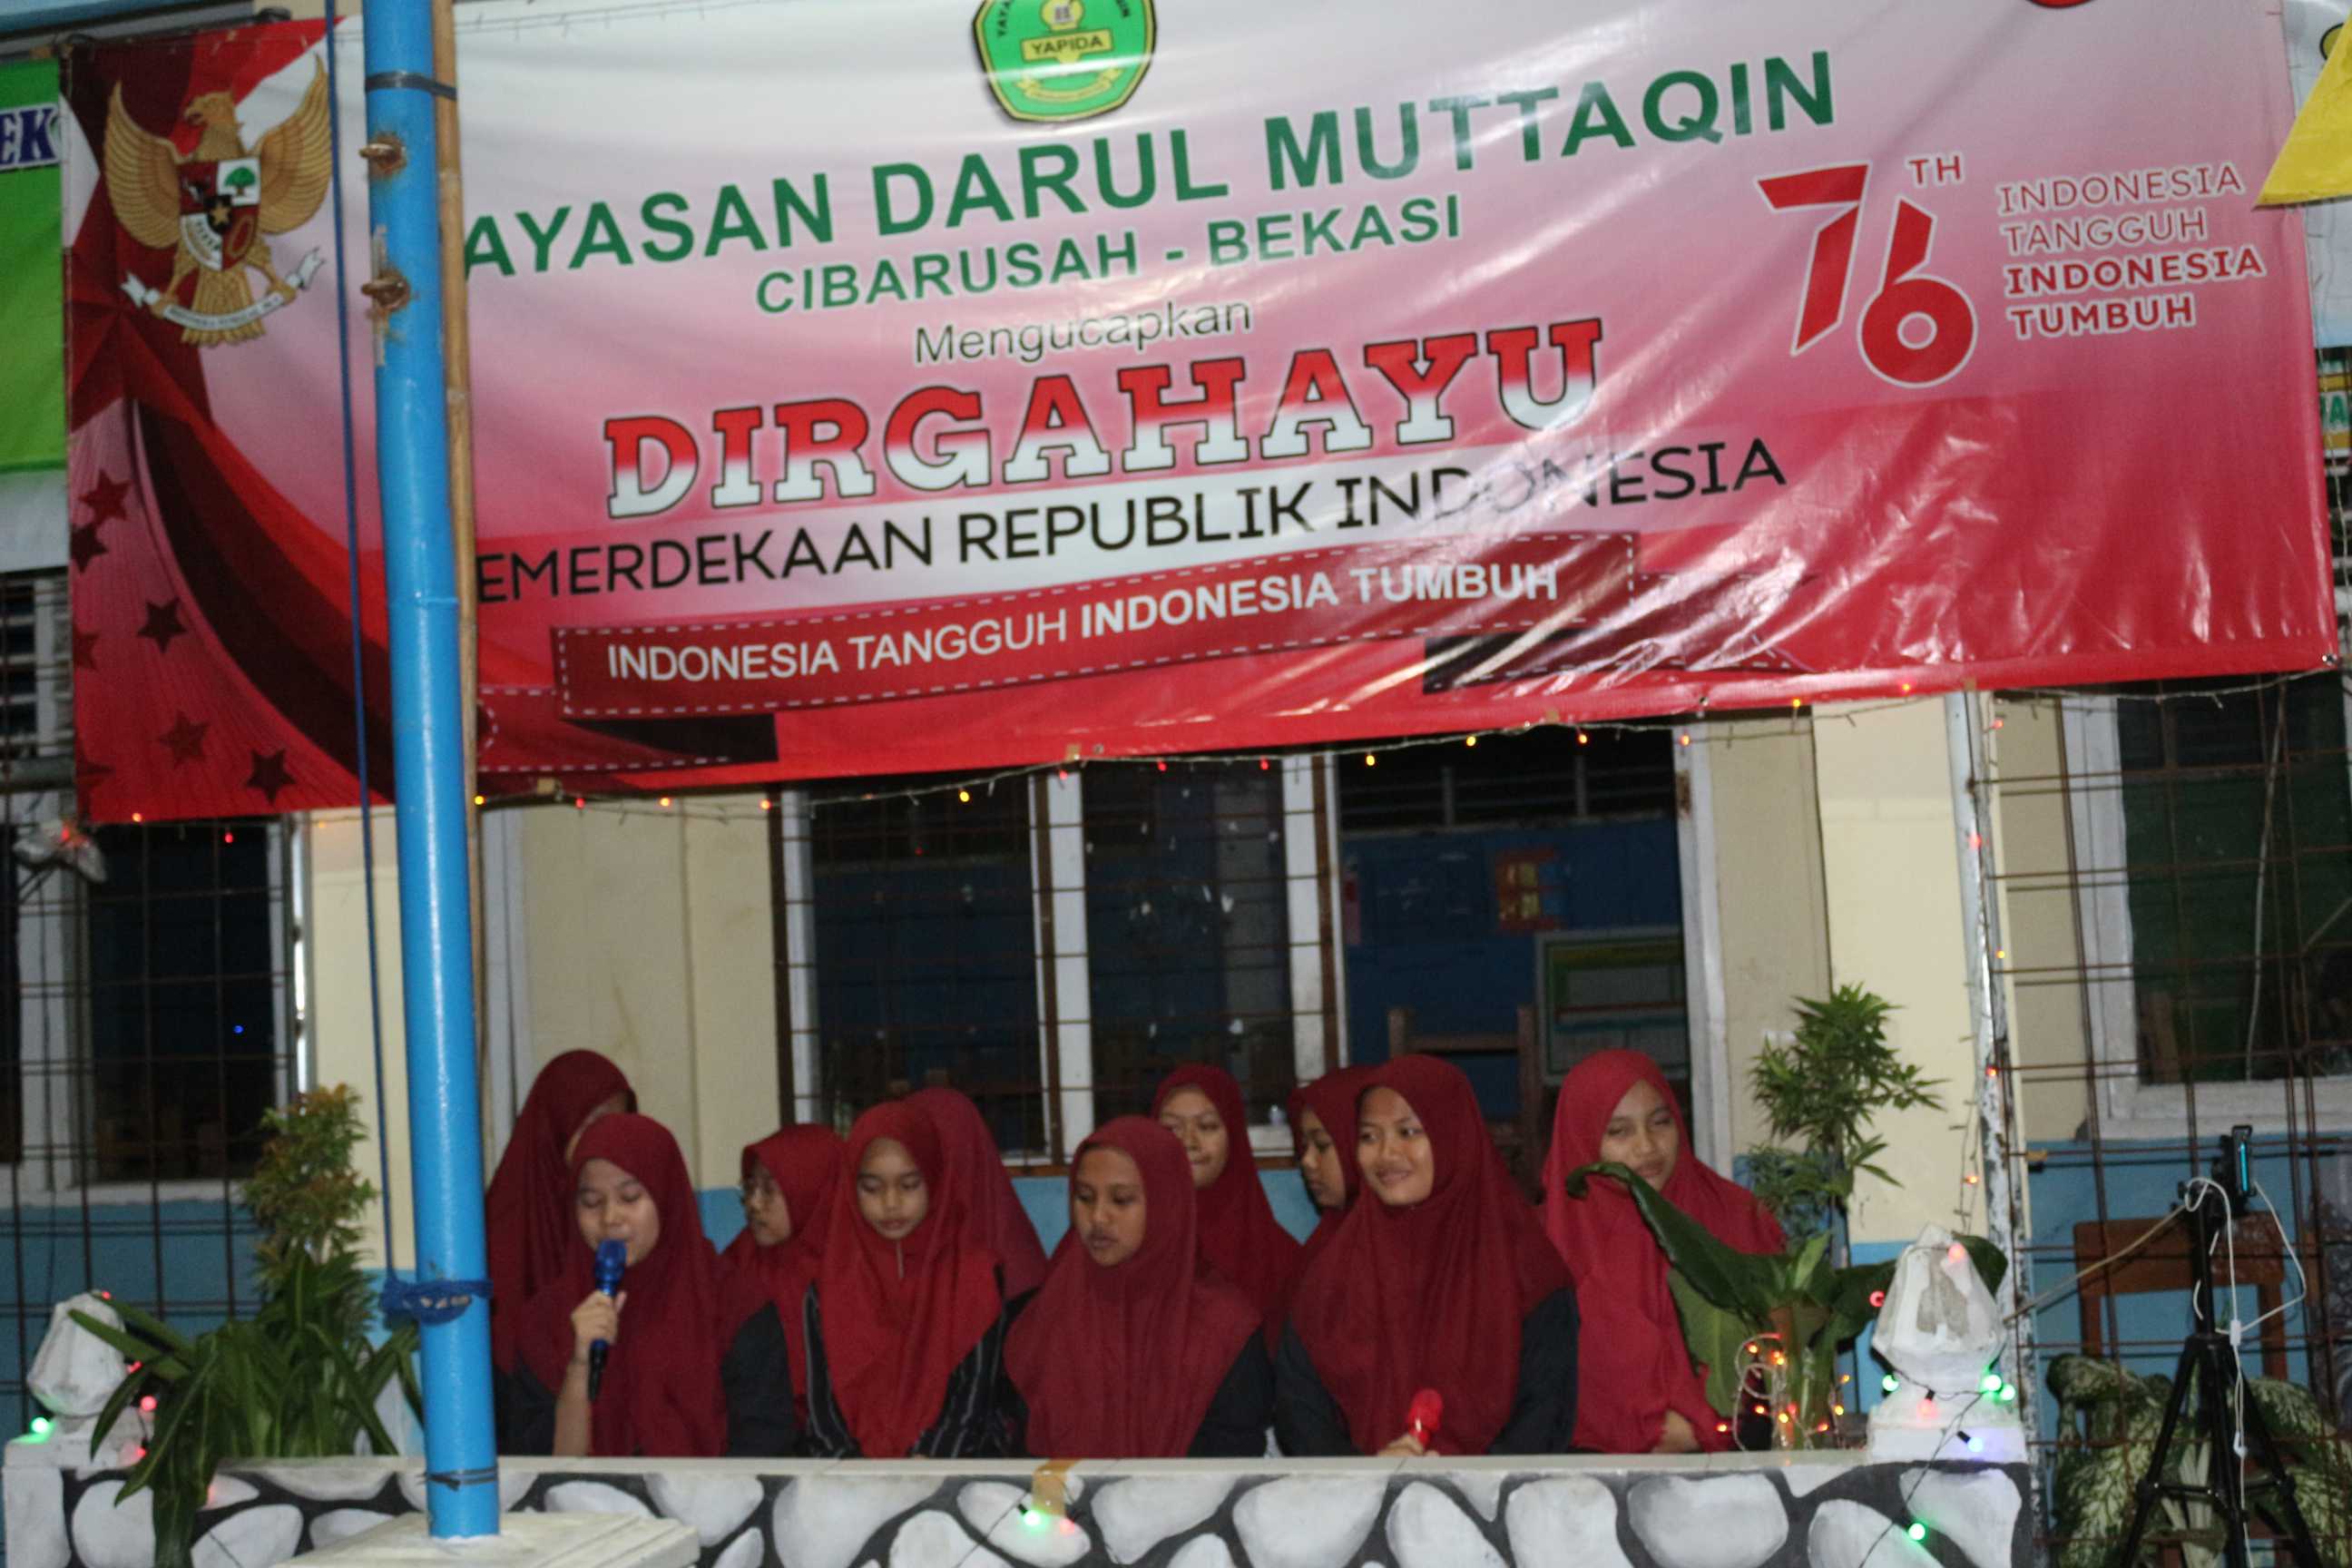 YAPIDA
AYASAN DARUL MUTTAQIN
CIBARUSAH - BEKASI
Mengucapkan
DIRGAHAYU
EMERDEKAAN REPUBLIK INDONESIA
INDONESIA TANGGUH INDONESIA TUMBUH
76 TH
INDONESIA
TANGGUH
INDONESIA
TUMBUH
EK